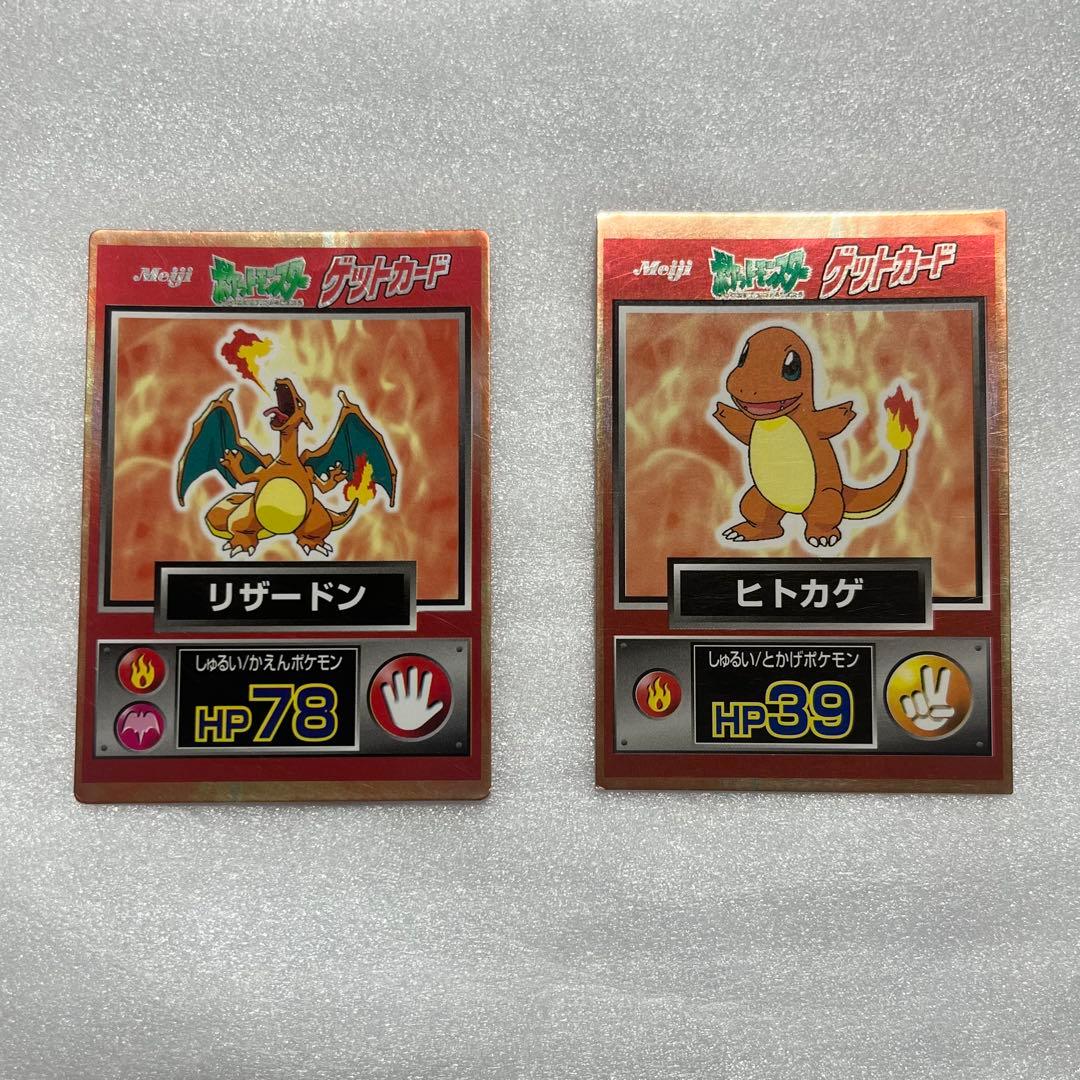 Meiji ポケットモンスター ゲットカード
リザードン
しゅるい/かえんポケモン
HP78
Meiji ポケットモンスター ゲットカード
ヒトカゲ
しゅるい/とかげポケモン
HP39